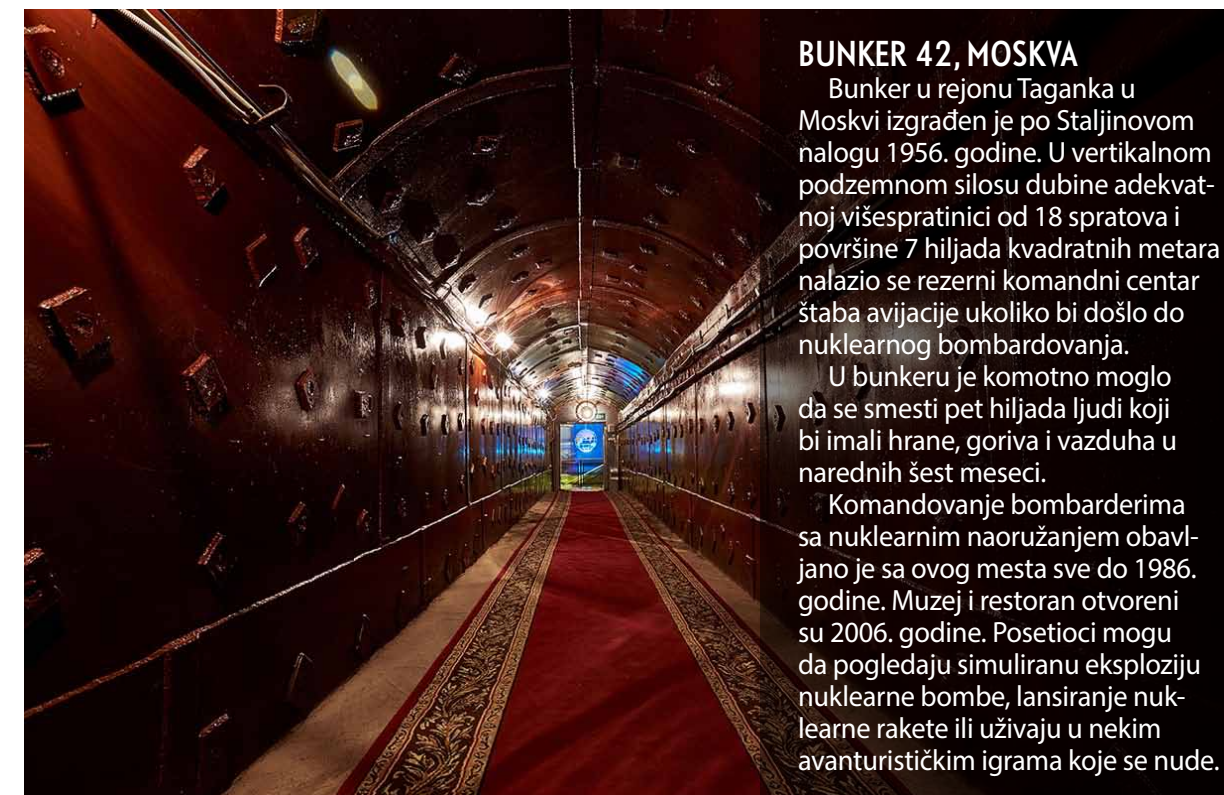 BUNKER 42, MOSKVA
Bunker u rejonu Taganka u
Moskvi izgrađen je po Staljinovom
nalogu 1956. godine. U vertikalnom
podzemnom silosu dubine adekvat-
noj višespratinici od 18 spratova i
površine 7 hiljada kvadratnih metara
nalazio se rezerni komandni centar
štaba avijacije ukoliko bi došlo do
nuklearnog bombardovanja.
U bunkeru je komotno moglo
da se smesti pet hiljada ljudi koji
bi imali hrane, goriva i vazduha u
narednih šest meseci.
Komandovanje bombarderima
sa nuklearnim naoružanjem obavl-
jano je sa ovog mesta sve do 1986.
godine. Muzej i restoran otvoreni
su 2006. godine. Posetioci mogu
da pogledaju simuliranu eksploziju
nuklearne bombe, lansiranje nuk-
learne rakete ili uživaju u nekim
avanturističkim igrama koje se nude.